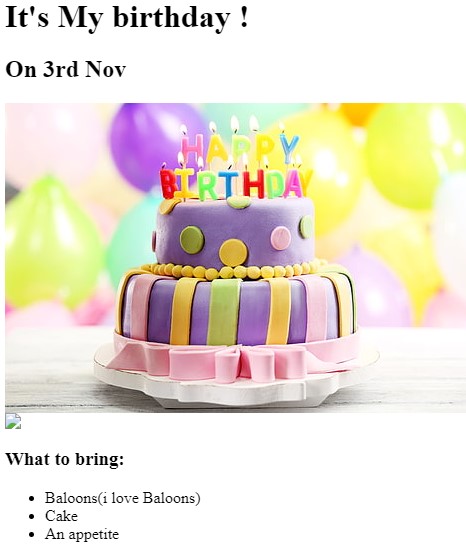 It's My birthday !
On 3rd Nov
HAPPY
BIRTHDAY
What to bring:
Baloons(i love Baloons)
Cake
An appetite